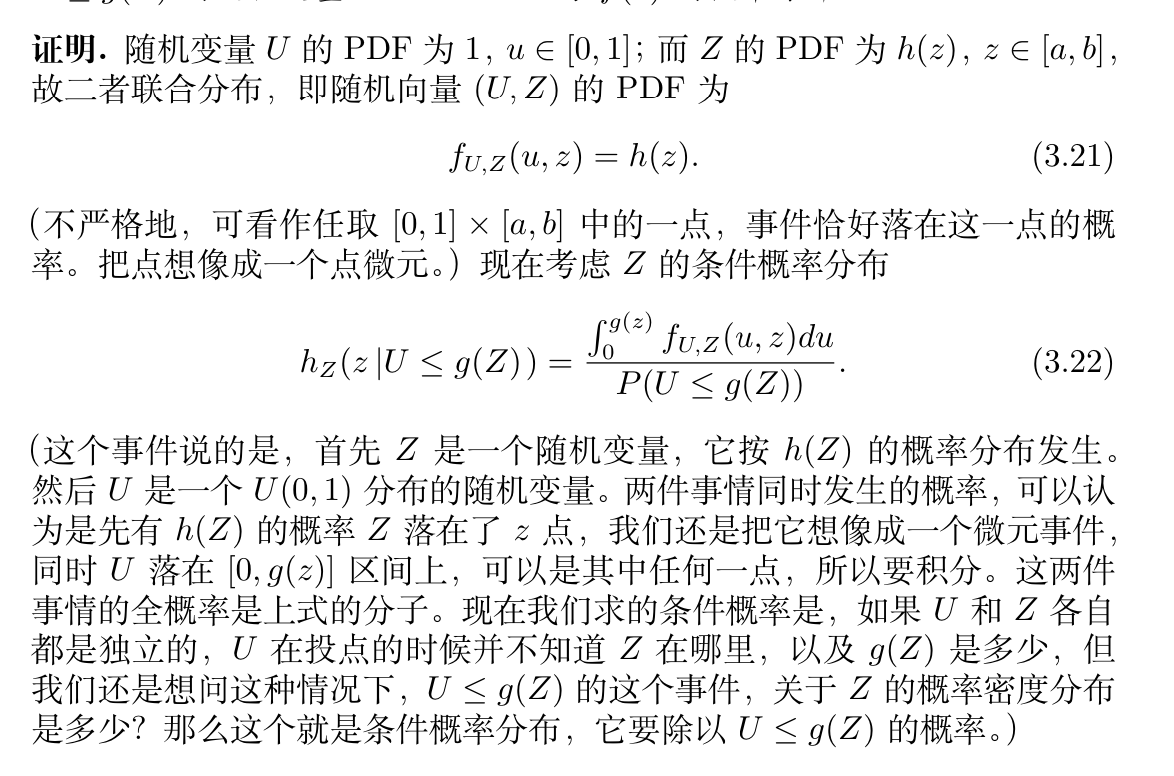 证明. 随机变量 U 的 PDF 为 1, u ∈ [0, 1]; 而 Z 的 PDF 为 h(z), z ∈ [a, b],
故二者联合分布, 即随机向量 (U, Z) 的 PDF 为
f_{U,Z}(u, z) = h(z). (3.21)
(不严格地, 可看作任取 [0, 1] × [a, b] 中的一点, 事件恰好落在这一点的概
率。把点想像成一个点微元。) 现在考虑 Z 的条件概率分布
h_Z(z |U ≤ g(Z)) = \frac{∫_0^{g(z)} f_{U,Z}(u, z)du}{P(U ≤ g(Z))}. (3.22)
(这个事件说的是, 首先 Z 是一个随机变量, 它按 h(Z) 的概率分布发生。
然后 U 是一个 U(0, 1) 分布的随机变量。两件事情同时发生的概率, 可以认
为是先有 h(Z) 的概率 Z 落在了 z 点, 我们还是把它想像成一个微元事件,
同时 U 落在 [0, g(z)] 区间上, 可以是其中任何一点, 所以要积分。这两件
事情的全概率是上式的分子。现在我们求的条件概率是, 如果 U 和 Z 各自
都是独立的, U 在投点的时候并不知道 Z 在哪里, 以及 g(Z) 是多少, 但
我们还是想问这种情况下, U ≤ g(Z) 的这个事件, 关于 Z 的概率密度分布
是多少? 那么这个就是条件概率分布, 它要除以 U ≤ g(Z) 的概率。)